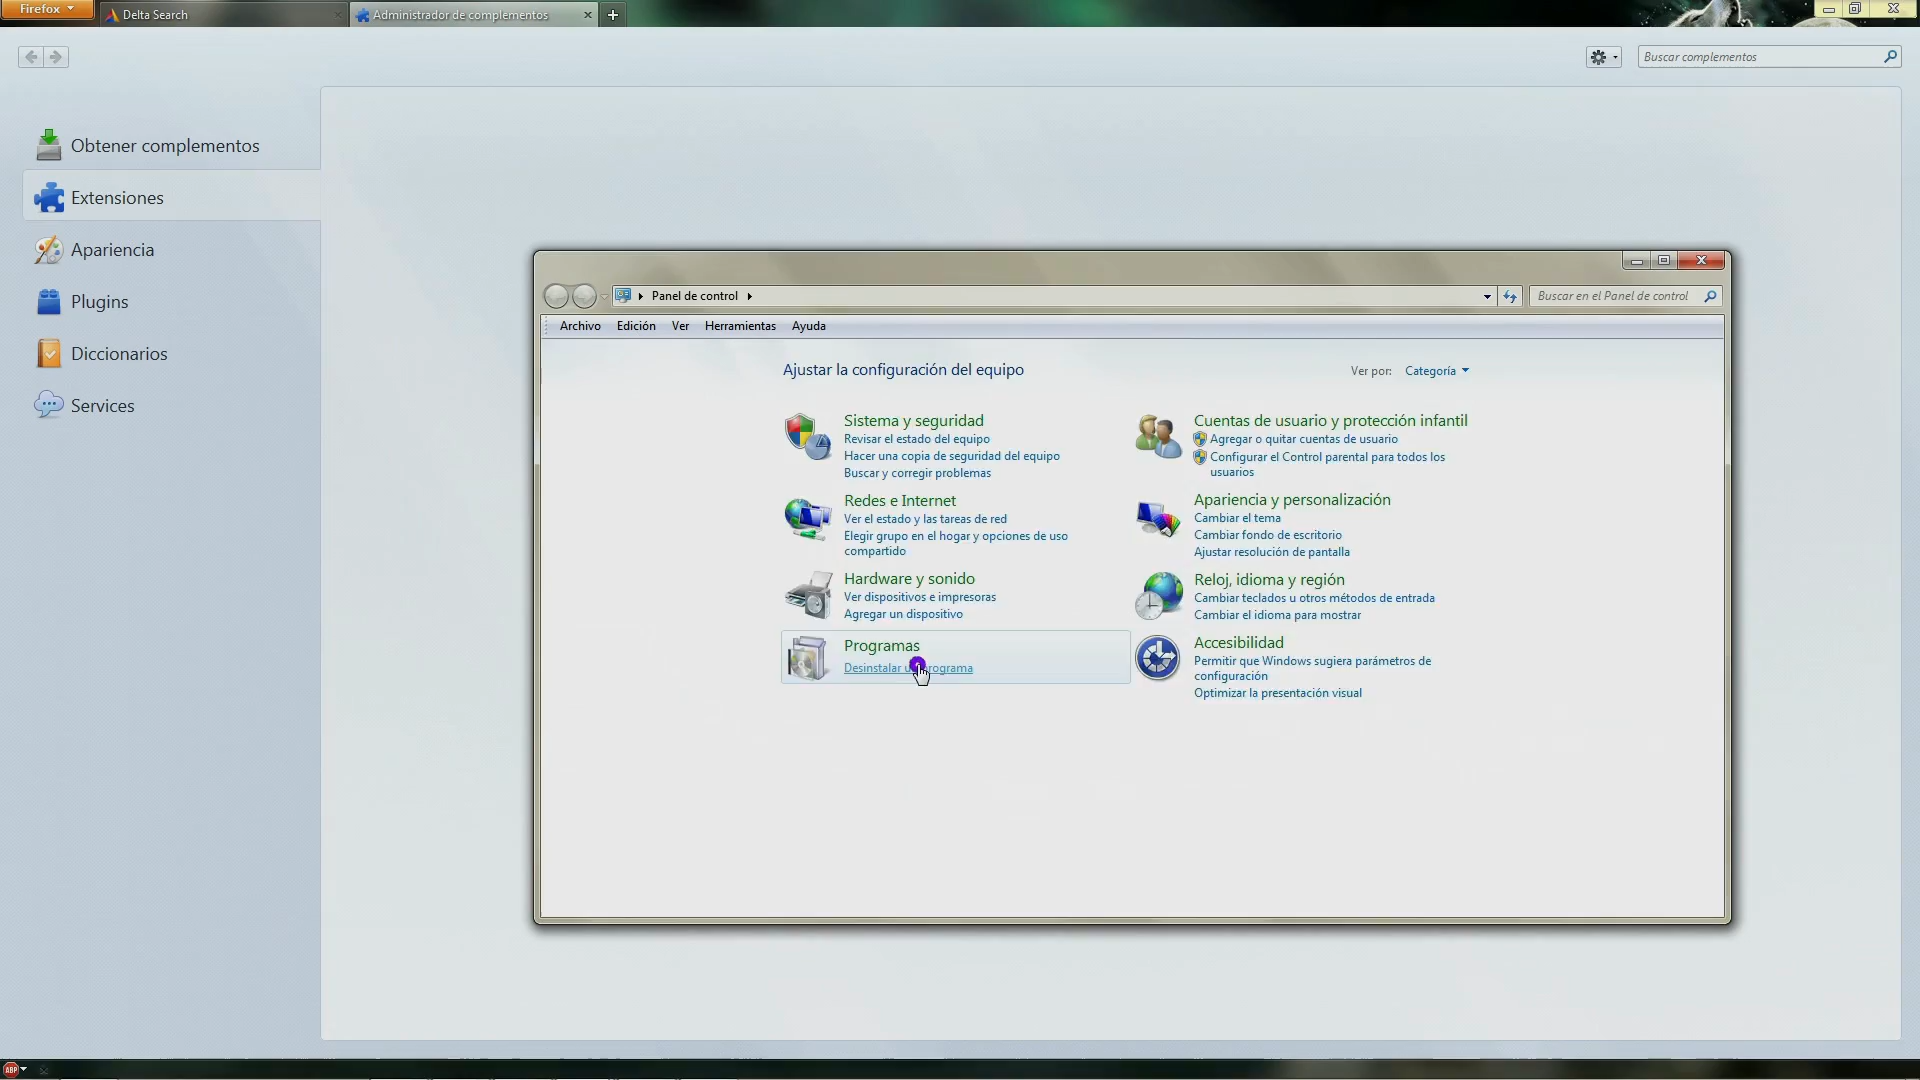 Firefox
Delta Search
Administrador de complementos
Buscar complementos
Obtener complementos
Extensiones
Apariencia
Plugins
Diccionarios
Services
Panel de control
Buscar en el Panel de control
Archivo Edición Ver Herramientas Ayuda
Ajustar la configuración del equipo
Ver por: Categoría
Sistema y seguridad
Revisar el estado del equipo
Hacer una copia de seguridad del equipo
Buscar y corregir problemas
Redes e Internet
Ver el estado y las tareas de red
Elegir grupo en el hogar y opciones de uso
compartido
Hardware y sonido
Ver dispositivos e impresoras
Agregar un dispositivo
Programas
Desinstalar un programa
Cuentas de usuario y protección infantil
Agregar o quitar cuentas de usuario
Configurar el Control parental para todos los
usuarios
Apariencia y personalización
Cambiar el tema
Cambiar fondo de escritorio
Ajustar resolución de pantalla
Reloj, idioma y región
Cambiar teclados u otros métodos de entrada
Cambiar el idioma para mostrar
Accesibilidad
Permitir que Windows sugiera parámetros de
configuración
Optimizar la presentación visual
ABP